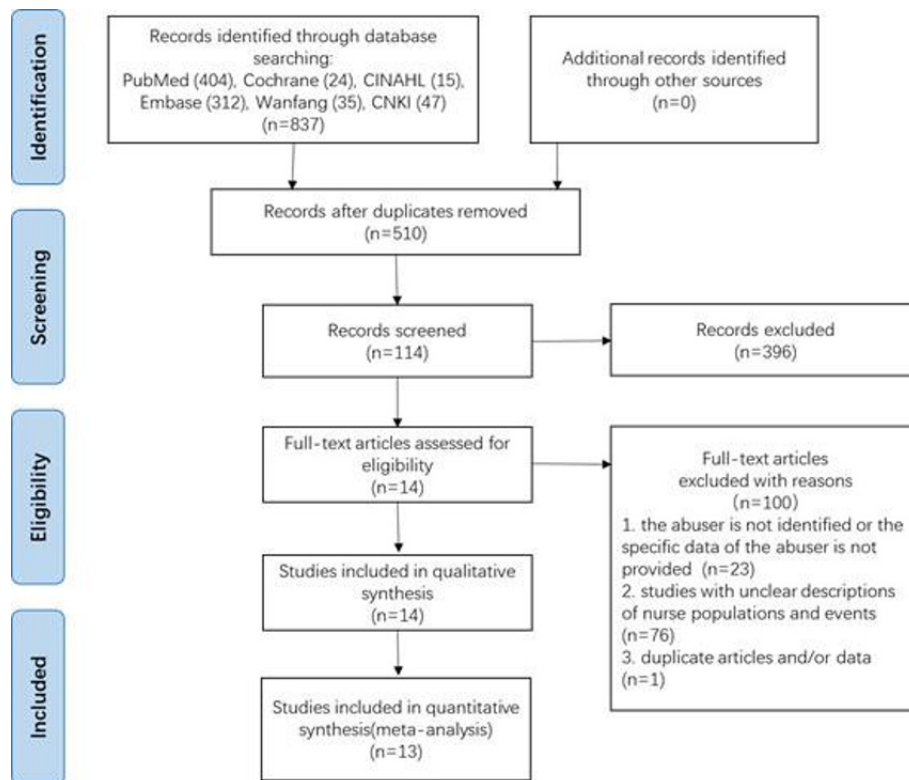 Identification
Records identified through database
searching:
PubMed (404), Cochrane (24), CINAHL (15),
Embase (312), Wanfang (35), CNKI (47)
(n=837)
Additional records identified
through other sources
(n=0)
Records after duplicates removed
(n=510)
Screening
Records screened
(n=114)
Records excluded
(n=396)
Eligibility
Full-text articles assessed for
eligibility
(n=14)
Full-text articles
excluded with reasons
(n=100)
1. the abuser is not identified or the
specific data of the abuser is not
provided (n=23)
2. studies with unclear descriptions
of nurse populations and events
(n=76)
3. duplicate articles and/or data
(n=1)
Studies included in qualitative
synthesis
(n=14)
Included
Studies included in quantitative
synthesis(meta-analysis)
(n=13)